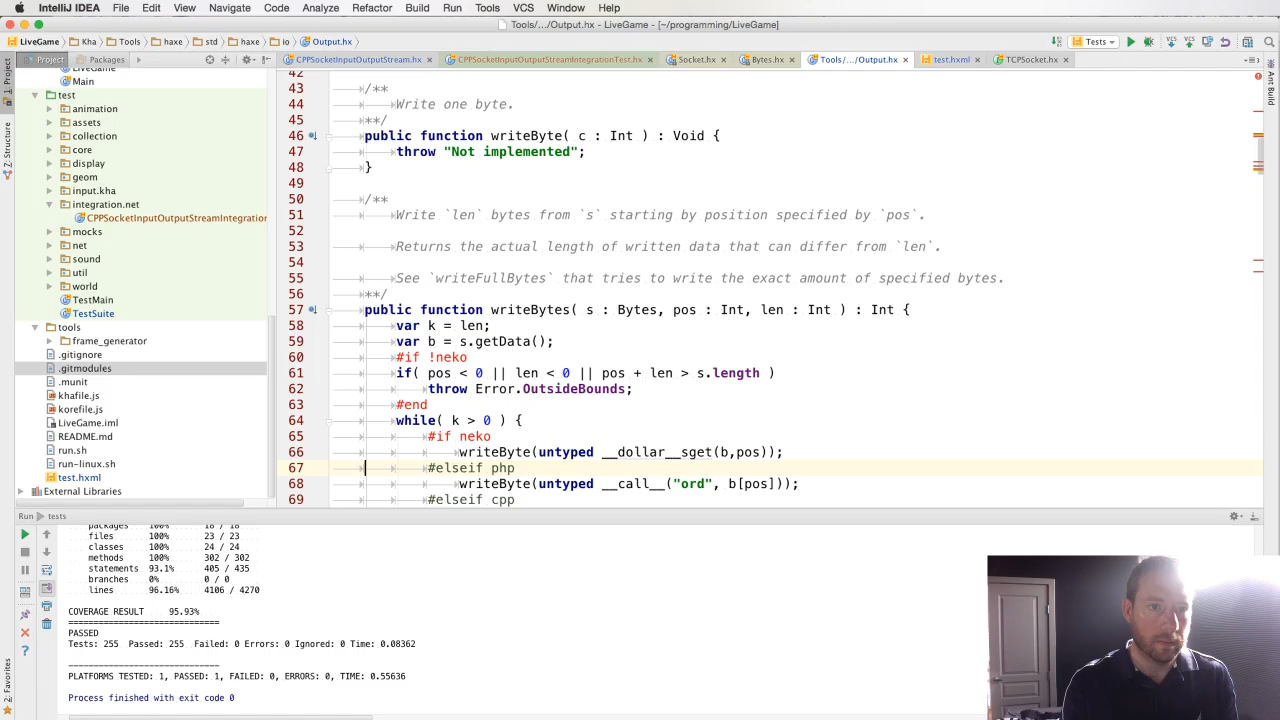 IntelliJ IDEA File Edit View Navigate Code Analyze Refactor Build Run Tools VCS Window Help
Tools/.../Output.hx - LiveGame - [~/programming/LiveGame]
LiveGame Kha Tools haxe std haxe io Output.hx Tests
Project Packages
CPPSocketInputOutputStream.hx CPPSocketInputOutputStreamIntegrationTest.hx Socket.hx Bytes.hx Tools/.../Output.hx test.hxml TCPSocket.hx
1: Project
7: Structure
2: Favorites
Ant Build
LiveGame
Main
test
animation
assets
collection
core
display
geom
input.kha
integration.net
CPPSocketInputOutputStreamIntegration
mocks
net
sound
util
world
TestMain
TestSuite
tools
frame_generator
.gitignore
.gitmodules
.munit
khafile.js
korefile.js
LiveGame.iml
README.md
run.sh
run-linux.sh
test.hxml
External Libraries
42
43 /**
44 Write one byte.
45 **/
46 public function writeByte( c : Int ) : Void {
47 throw "Not implemented";
48 }
49
50 /**
51 Write `len` bytes from `s` starting by position specified by `pos`.
52
53 Returns the actual length of written data that can differ from `len`.
54
55 See `writeFullBytes` that tries to write the exact amount of specified bytes.
56 **/
57 public function writeBytes( s : Bytes, pos : Int, len : Int ) : Int {
58 var k = len;
59 var b = s.getData();
60 #if !neko
61 if( pos < 0 || len < 0 || pos + len > s.length )
62 throw Error.OutsideBounds;
63 #end
64 while( k > 0 ) {
65 #if neko
66 writeByte(untyped __dollar__sget(b,pos));
67 #elseif php
68 writeByte(untyped __call__("ord", b[pos]));
69 #elseif cpp
Run tests
packages 100% 18 / 18
files 100% 23 / 23
classes 100% 24 / 24
methods 100% 302 / 302
statements 93.1% 405 / 435
branches 0% 0 / 0
lines 96.16% 4106 / 4270
COVERAGE RESULT 95.93%
==============================
PASSED
Tests: 255 Passed: 255 Failed: 0 Errors: 0 Ignored: 0 Time: 0.08362
------------------------------
PLATFORMS TESTED: 1, PASSED: 1, FAILED: 0, ERRORS: 0, TIME: 0.55636
Process finished with exit code 0